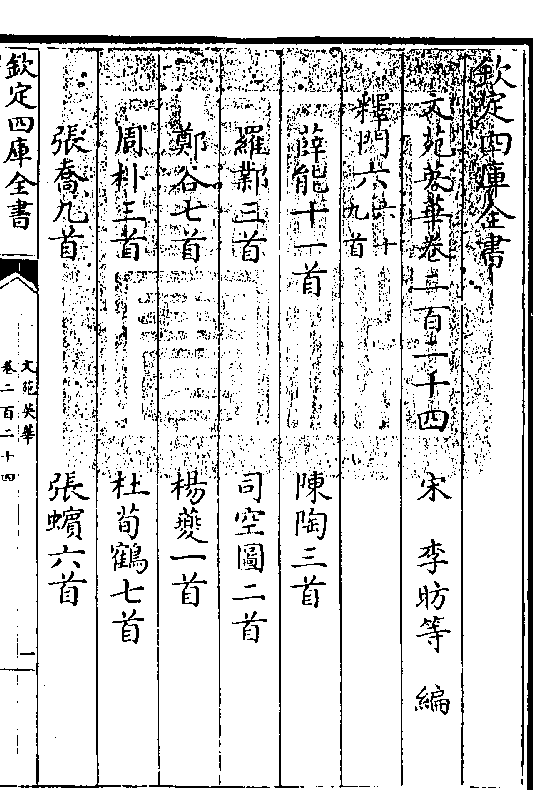 欽定四庫全書
文苑英華卷二百二十四 宋 李昉等 編
釋門六 六十九首
薛能十一首 陳陶三首
羅鄴三首 司空圖二首
鄭谷七首 楊夔一首
周朴三首 杜荀鶴七首
張喬九首 張蠙六首
欽定四庫全書
文苑英華
卷二百二十四
一